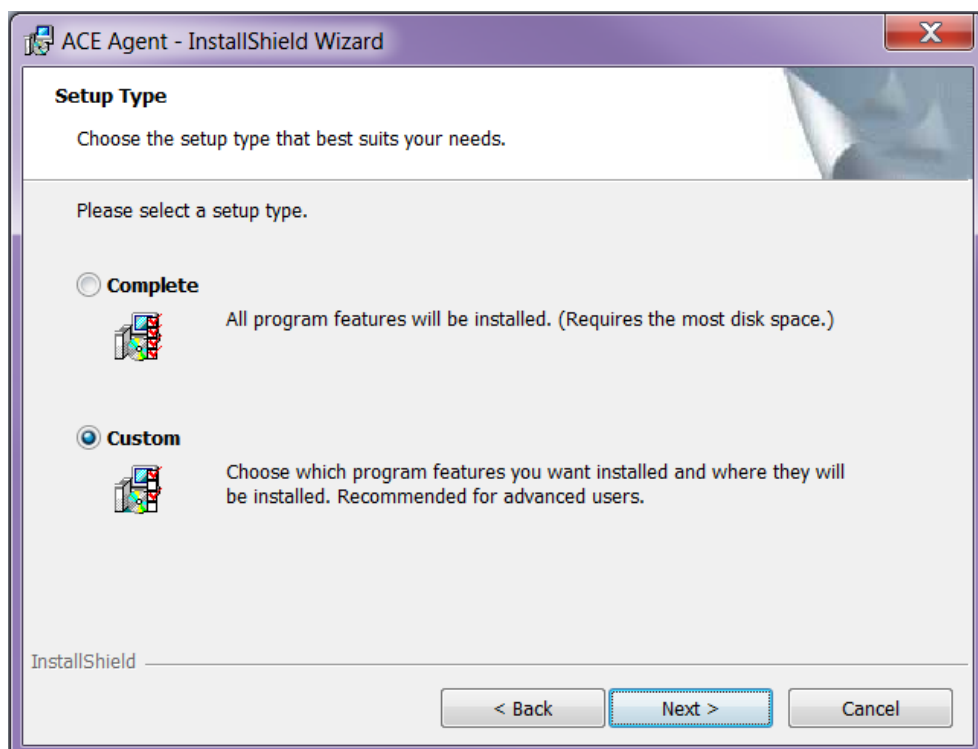 ACE Agent - InstallShield Wizard
Setup Type
Choose the setup type that best suits your needs.
Please select a setup type.
Complete
All program features will be installed. (Requires the most disk space.)
Custom
Choose which program features you want installed and where they will
be installed. Recommended for advanced users.
InstallShield
< Back
Next >
Cancel